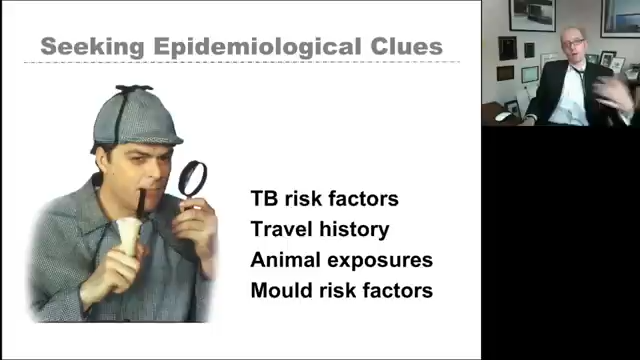 Seeking Epidemiological Clues
TB risk factors
Travel history
Animal exposures
Mould risk factors